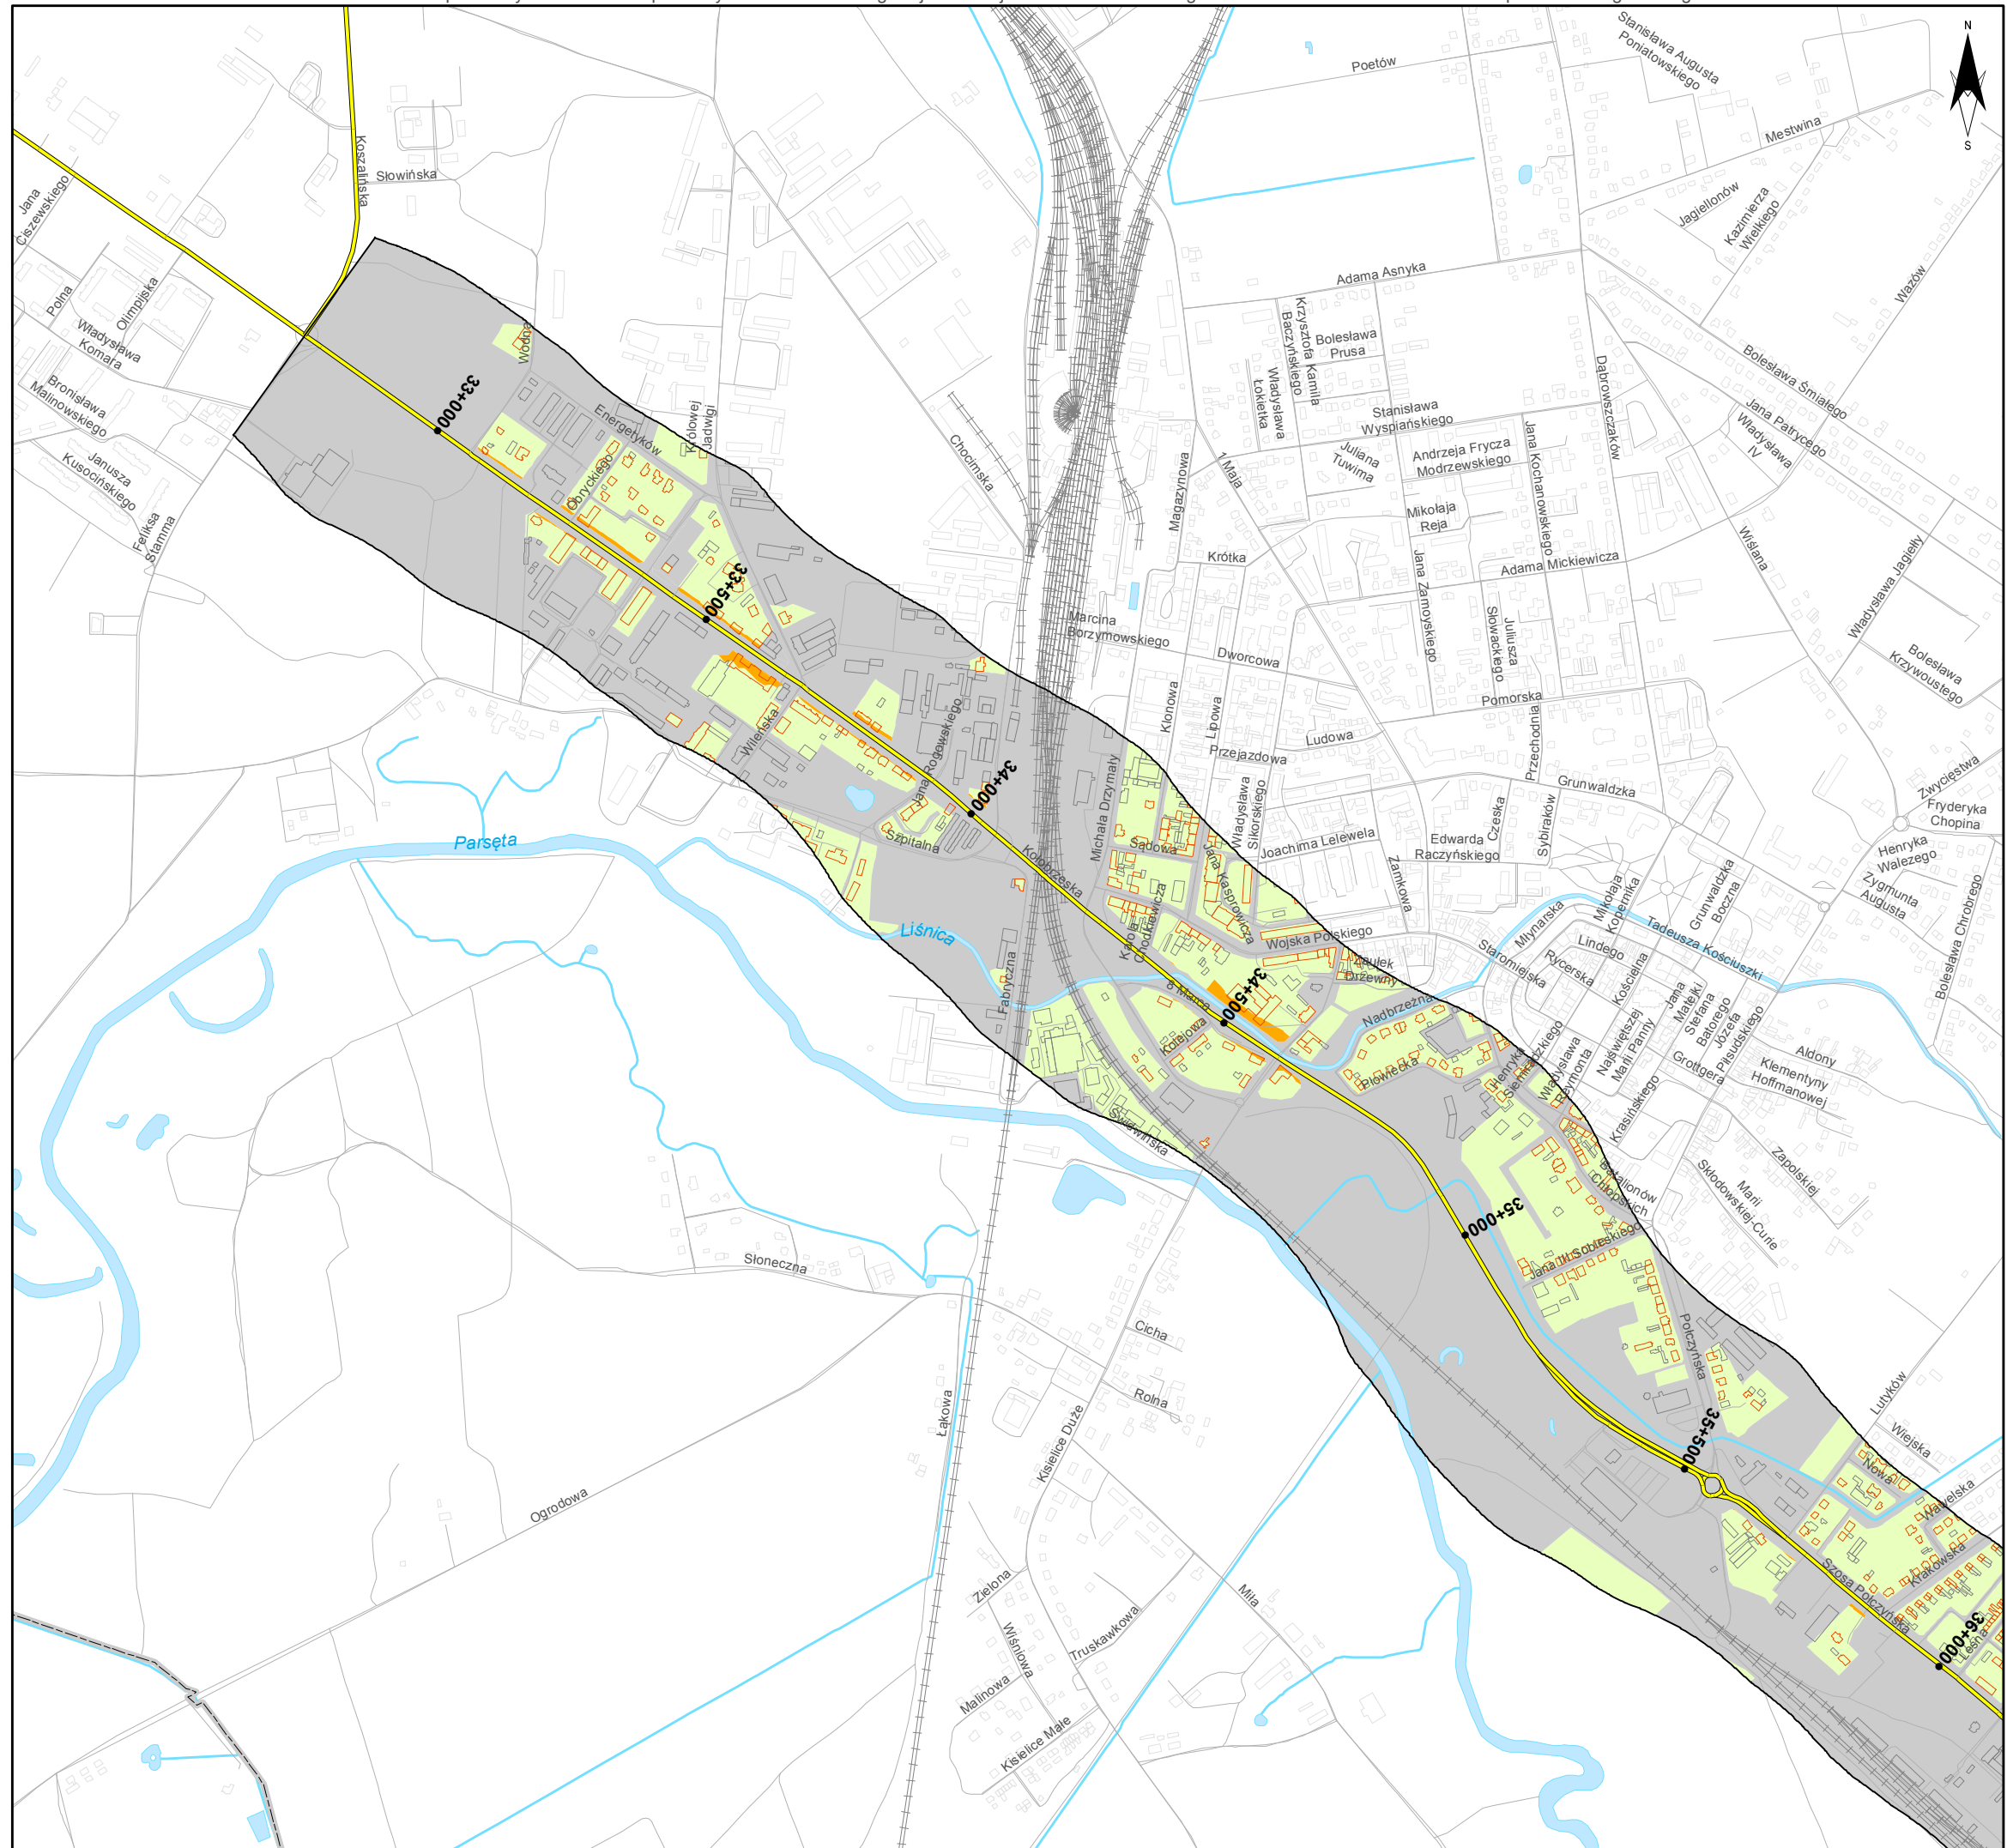 N
S
Stanisława Augusta
Poniatowskiego
Poetów
Mestwina
Koszalińska
Słowińska
Jana
Ciszewskiego
Jagiellonów
Kazimierza
Wielkiego
Wazów
Adama Asnyka
Polna
Olimpijska
Władysława
Komara
Bronisława
Malinowskiego
Janusza
Kusocińskiego
Feliksa
Stamma
Wodna
33+000
Energetyków
Królowej
Jadwigi
Obryckiego
Chocimska
Krzysztofa Kamila
Baczyńskiego
Bolesława
Prusa
Władysława
Łokietka
Stanisława
Wyspiańskiego
Juliana
Tuwima
Andrzeja Frycza
Modrzewskiego
Jana Kochanowskiego
Dąbrowszczaków
Bolesława Śmiałego
Jana Patrycego
Władysława
IV
1 Maja
Magazynowa
Mikołaja
Reja
Krótka
Adama Mickiewicza
Jana Zamoyskiego
Juliusza
Słowackiego
Wiślana
Władysława Jagiełły
Bolesława
Krzywoustego
33+500
Marcina
Borzymowskiego
Dworcowa
Klonowa
Lipowa
Pomorska
Przechodnia
Ludowa
Przejazdowa
Wileńska
Jana Rogowskiego
34+000
Szpitalna
Kołobrzeska
Michała Drzymały
Sądowa
Jana Kasprowicza
Władysława
Sikorskiego
Joachima Lelewela
Edwarda
Raczyńskiego
Czeska
Sybiraków
Grunwaldzka
Zwycięstwa
Fryderyka
Chopina
Henryka
Walezego
Zygmunta
Augusta
Bolesława Chrobrego
Zamkowa
Parsęta
Liśnica
Karola
Chodkiewicza
Wojska Polskiego
Zaułek
Drzewny
Staromiejska
Młynarska
Mikołaja
Kopernika
Grunwaldzka
Boczna
Tadeusza Kościuszki
Lindego
Rycerska
Kościelna
Jana
Matejki
Stefana
Batorego
Józefa
Piłsudskiego
Najświętszej
Marii Panny
Grottgera
Aldony
Klementyny
Hoffmanowej
Fabryczna
8 Marca
34+500
Nadbrzeżna
Kolejowa
Płowiecka
Henryka
Siemiradzkiego
Władysława
Reymonta
Krasińskiego
Świdwińska
Batalionów
Chłopskich
Marii
Skłodowskiej-Curie
Zapolskiej
35+000
Jana III Sobieskiego
Połczyńska
Słoneczna
Cicha
Rolna
Łąkowa
Kisielice Duże
Ogrodowa
35+500
Lutyków
Wiejska
Nowa
Wawelska
Krakowska
Szosa Połczyńska
36+000
Leśna
Zielona
Wiśniowa
Truskawkowa
Malinowa
Kisielice Małe
Miła